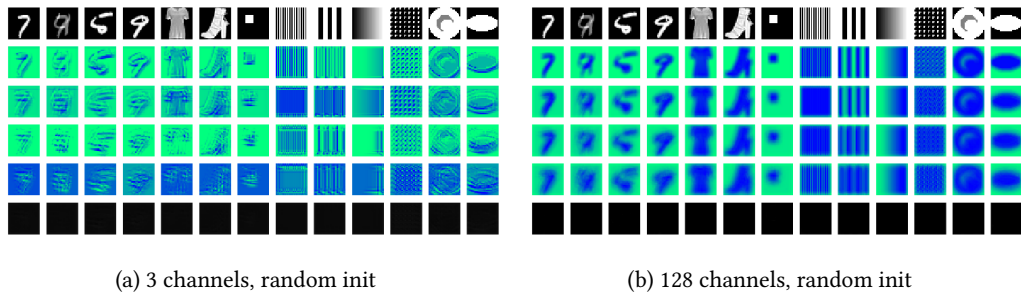 (a) 3 channels, random init
(b) 128 channels, random init